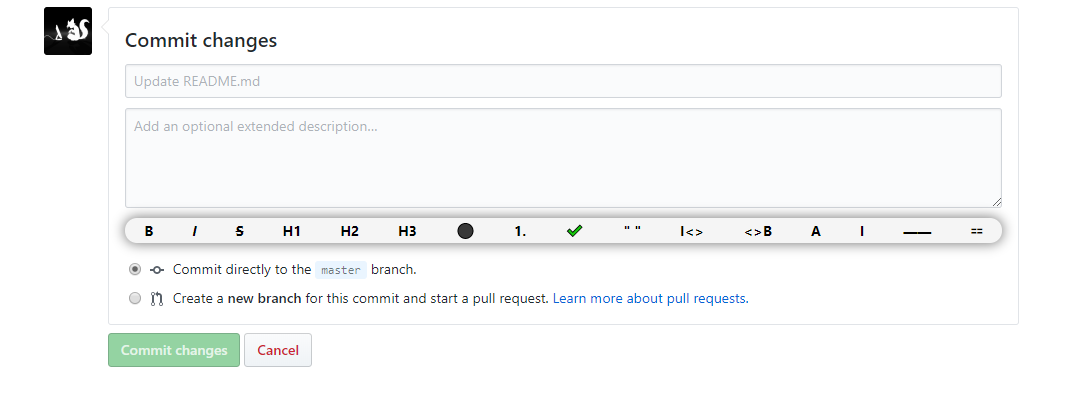 Commit changes
Update README.md
Add an optional extended description...
B I S H1 H2 H3 1. " " I<> <>B A I —— ==
Commit directly to the master branch.
Create a new branch for this commit and start a pull request. Learn more about pull requests.
Commit changes Cancel